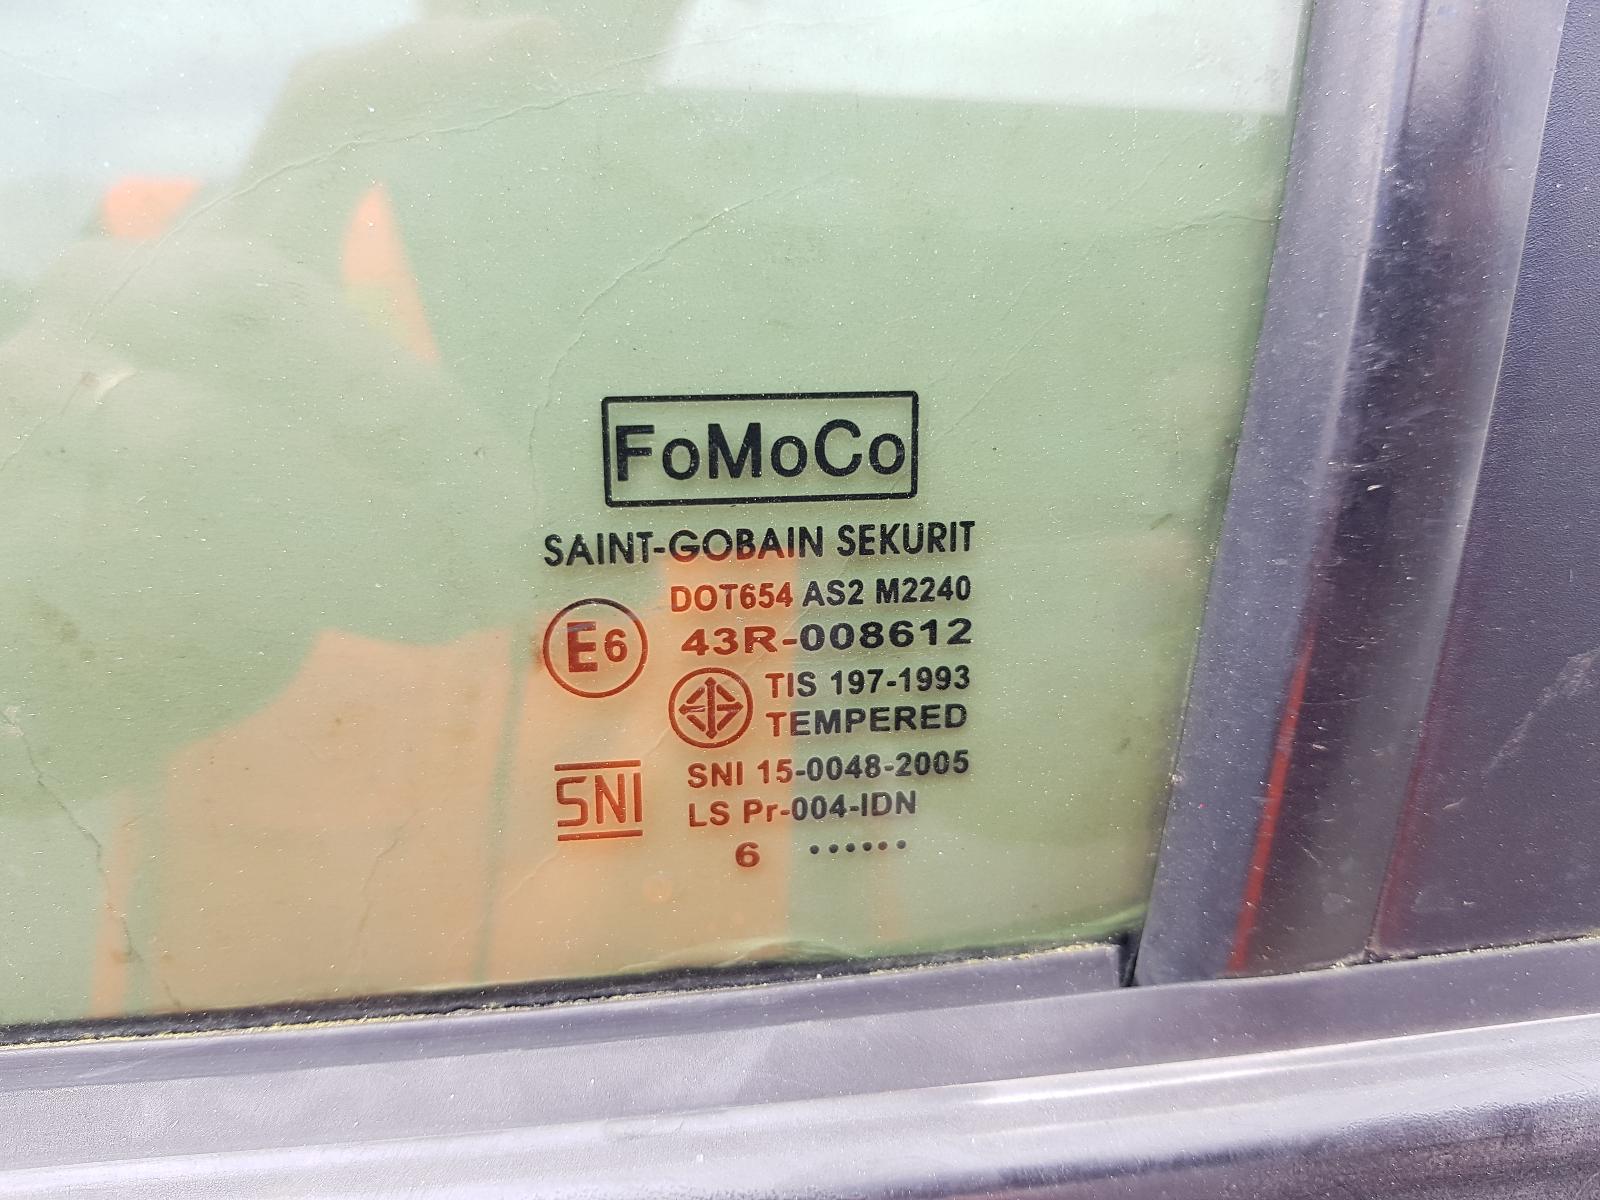 FoMoCo
SAINT-GOBAIN SEKURIT
DOT654 AS2 M2240
E6 43R-008612
TIS 197-1993
TEMPERED
SNI SNI 15-0048-2005
LS Pr-004-IDN
6 ......